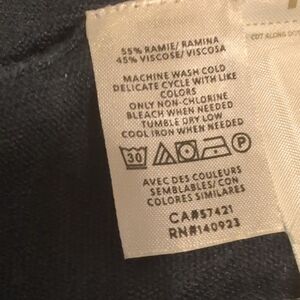 55% RAMIE/ RAMINA
45% VISCOSE/ VISCOSA
MACHINE WASH COLD
DELICATE CYCLE WITH LIKE
COLORS
ONLY NON-CHLORINE
BLEACH WHEN NEEDED
TUMBLE DRY LOW
COOL IRON WHEN NEEDED
30 P
AVEC DES COULEURS
SEMBLABLES/ CON
COLORES SIMILARES
CA#57421
RN#140923
CUT ALONG